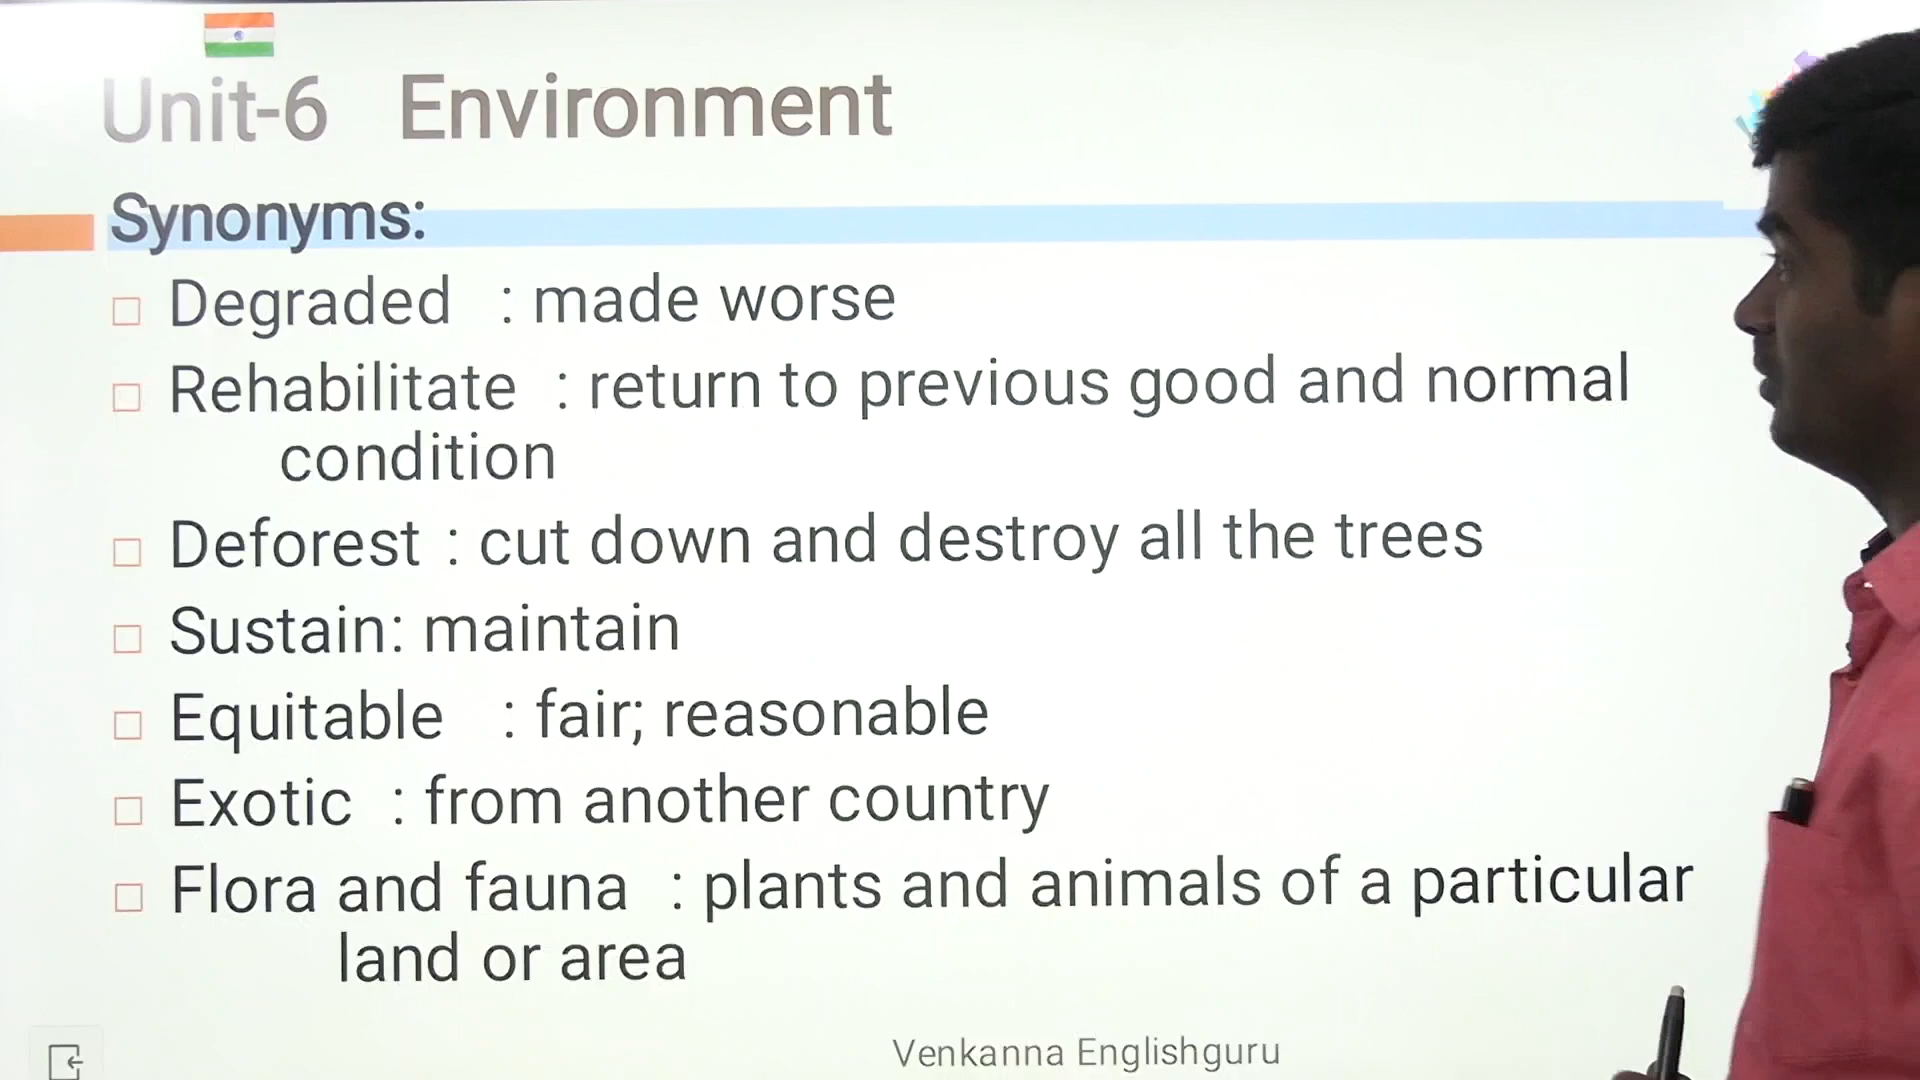 Unit-6 Environment
Synonyms:
Degraded : made worse
Rehabilitate : return to previous good and normal
condition
Deforest : cut down and destroy all the trees
Sustain: maintain
Equitable : fair; reasonable
Exotic : from another country
Flora and fauna : plants and animals of a particular
land or area
Venkanna Englishguru